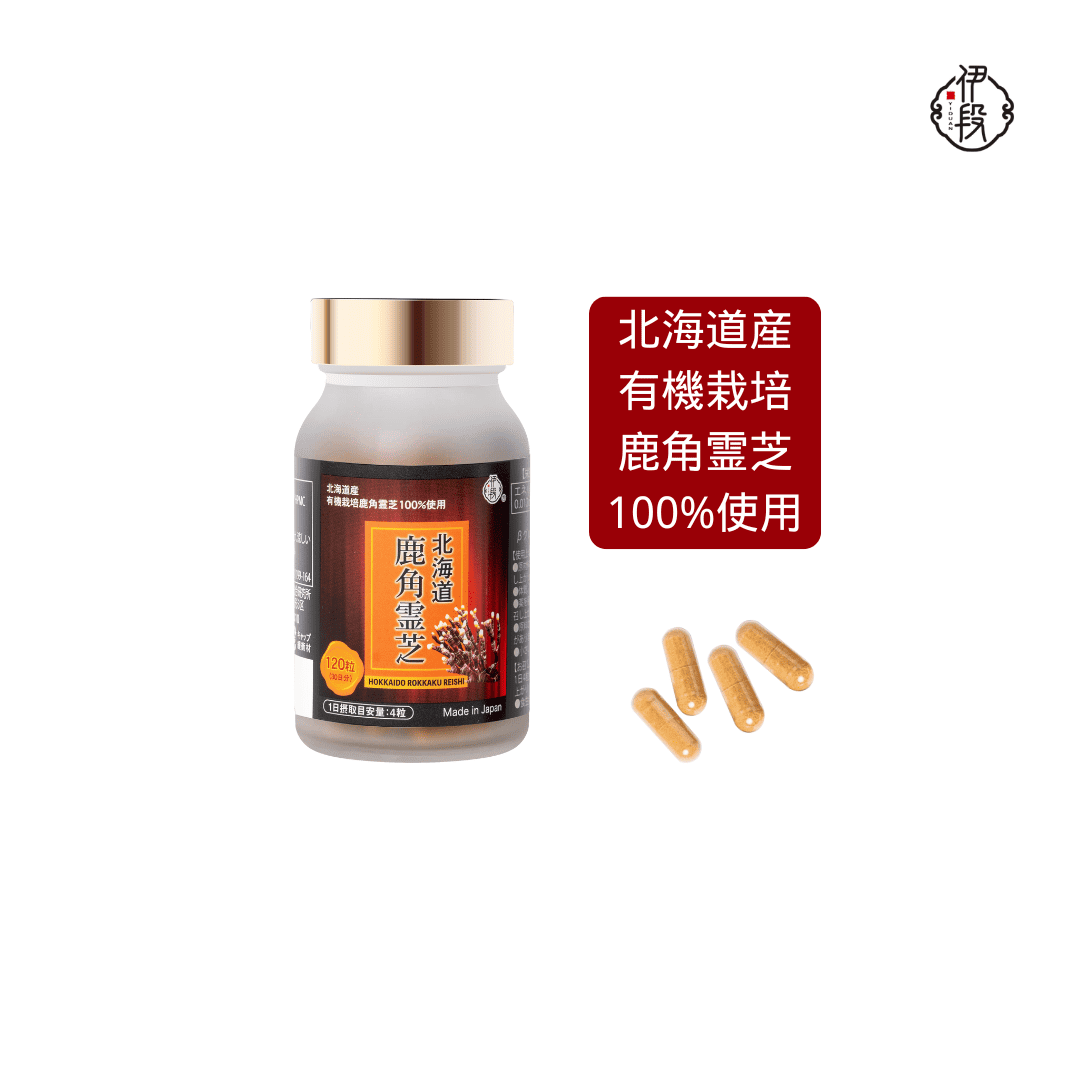 伊段
YIDUAN
北海道産
有機栽培
鹿角霊芝
100%使用
北海道産
有機栽培鹿角霊芝100%使用
伊段
北海道
鹿角霊芝
120粒
(30日分)
HOKKAIDO ROKKAKU REISHI
1日摂取目安量:4粒
Made in Japan